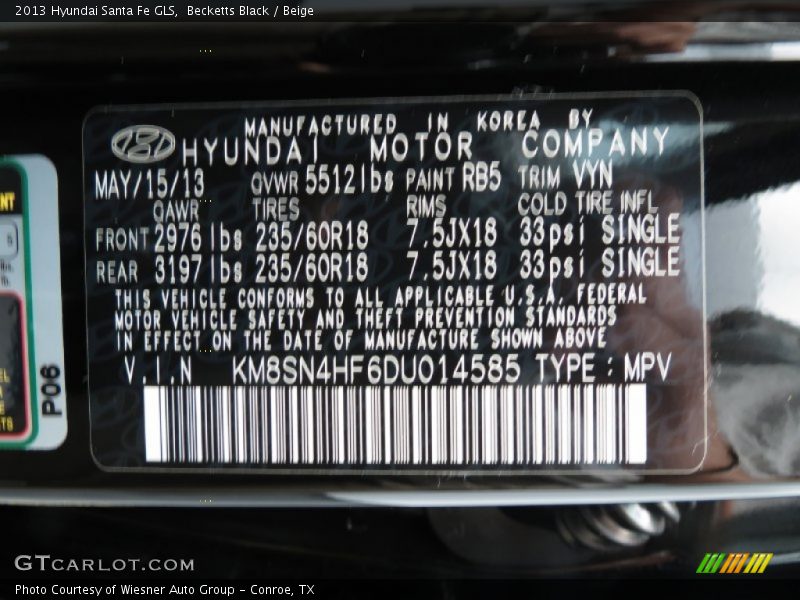 2013 Hyundai Santa Fe GLS, Becketts Black / Beige
MANUFACTURED IN KOREA BY
HYUNDAI MOTOR COMPANY
MAY/15/13 GVWR 5512lbs PAINT RB5 TRIM VYN
GAWR TIRES RIMS COLD TIRE INFL
FRONT 2976 lbs 235/60R18 7.5JX18 33psi SINGLE
REAR 3197 lbs 235/60R18 7.5JX18 33psi SINGLE
THIS VEHICLE CONFORMS TO ALL APPLICABLE U.S.A. FEDERAL
MOTOR VEHICLE SAFETY AND THEFT PREVENTION STANDARDS
IN EFFECT ON THE DATE OF MANUFACTURE SHOWN ABOVE
V.I.N KM8SN4HF6DU014585 TYPE : MPV
P06
GTCARLOT.COM
Photo Courtesy of Wiesner Auto Group - Conroe, TX